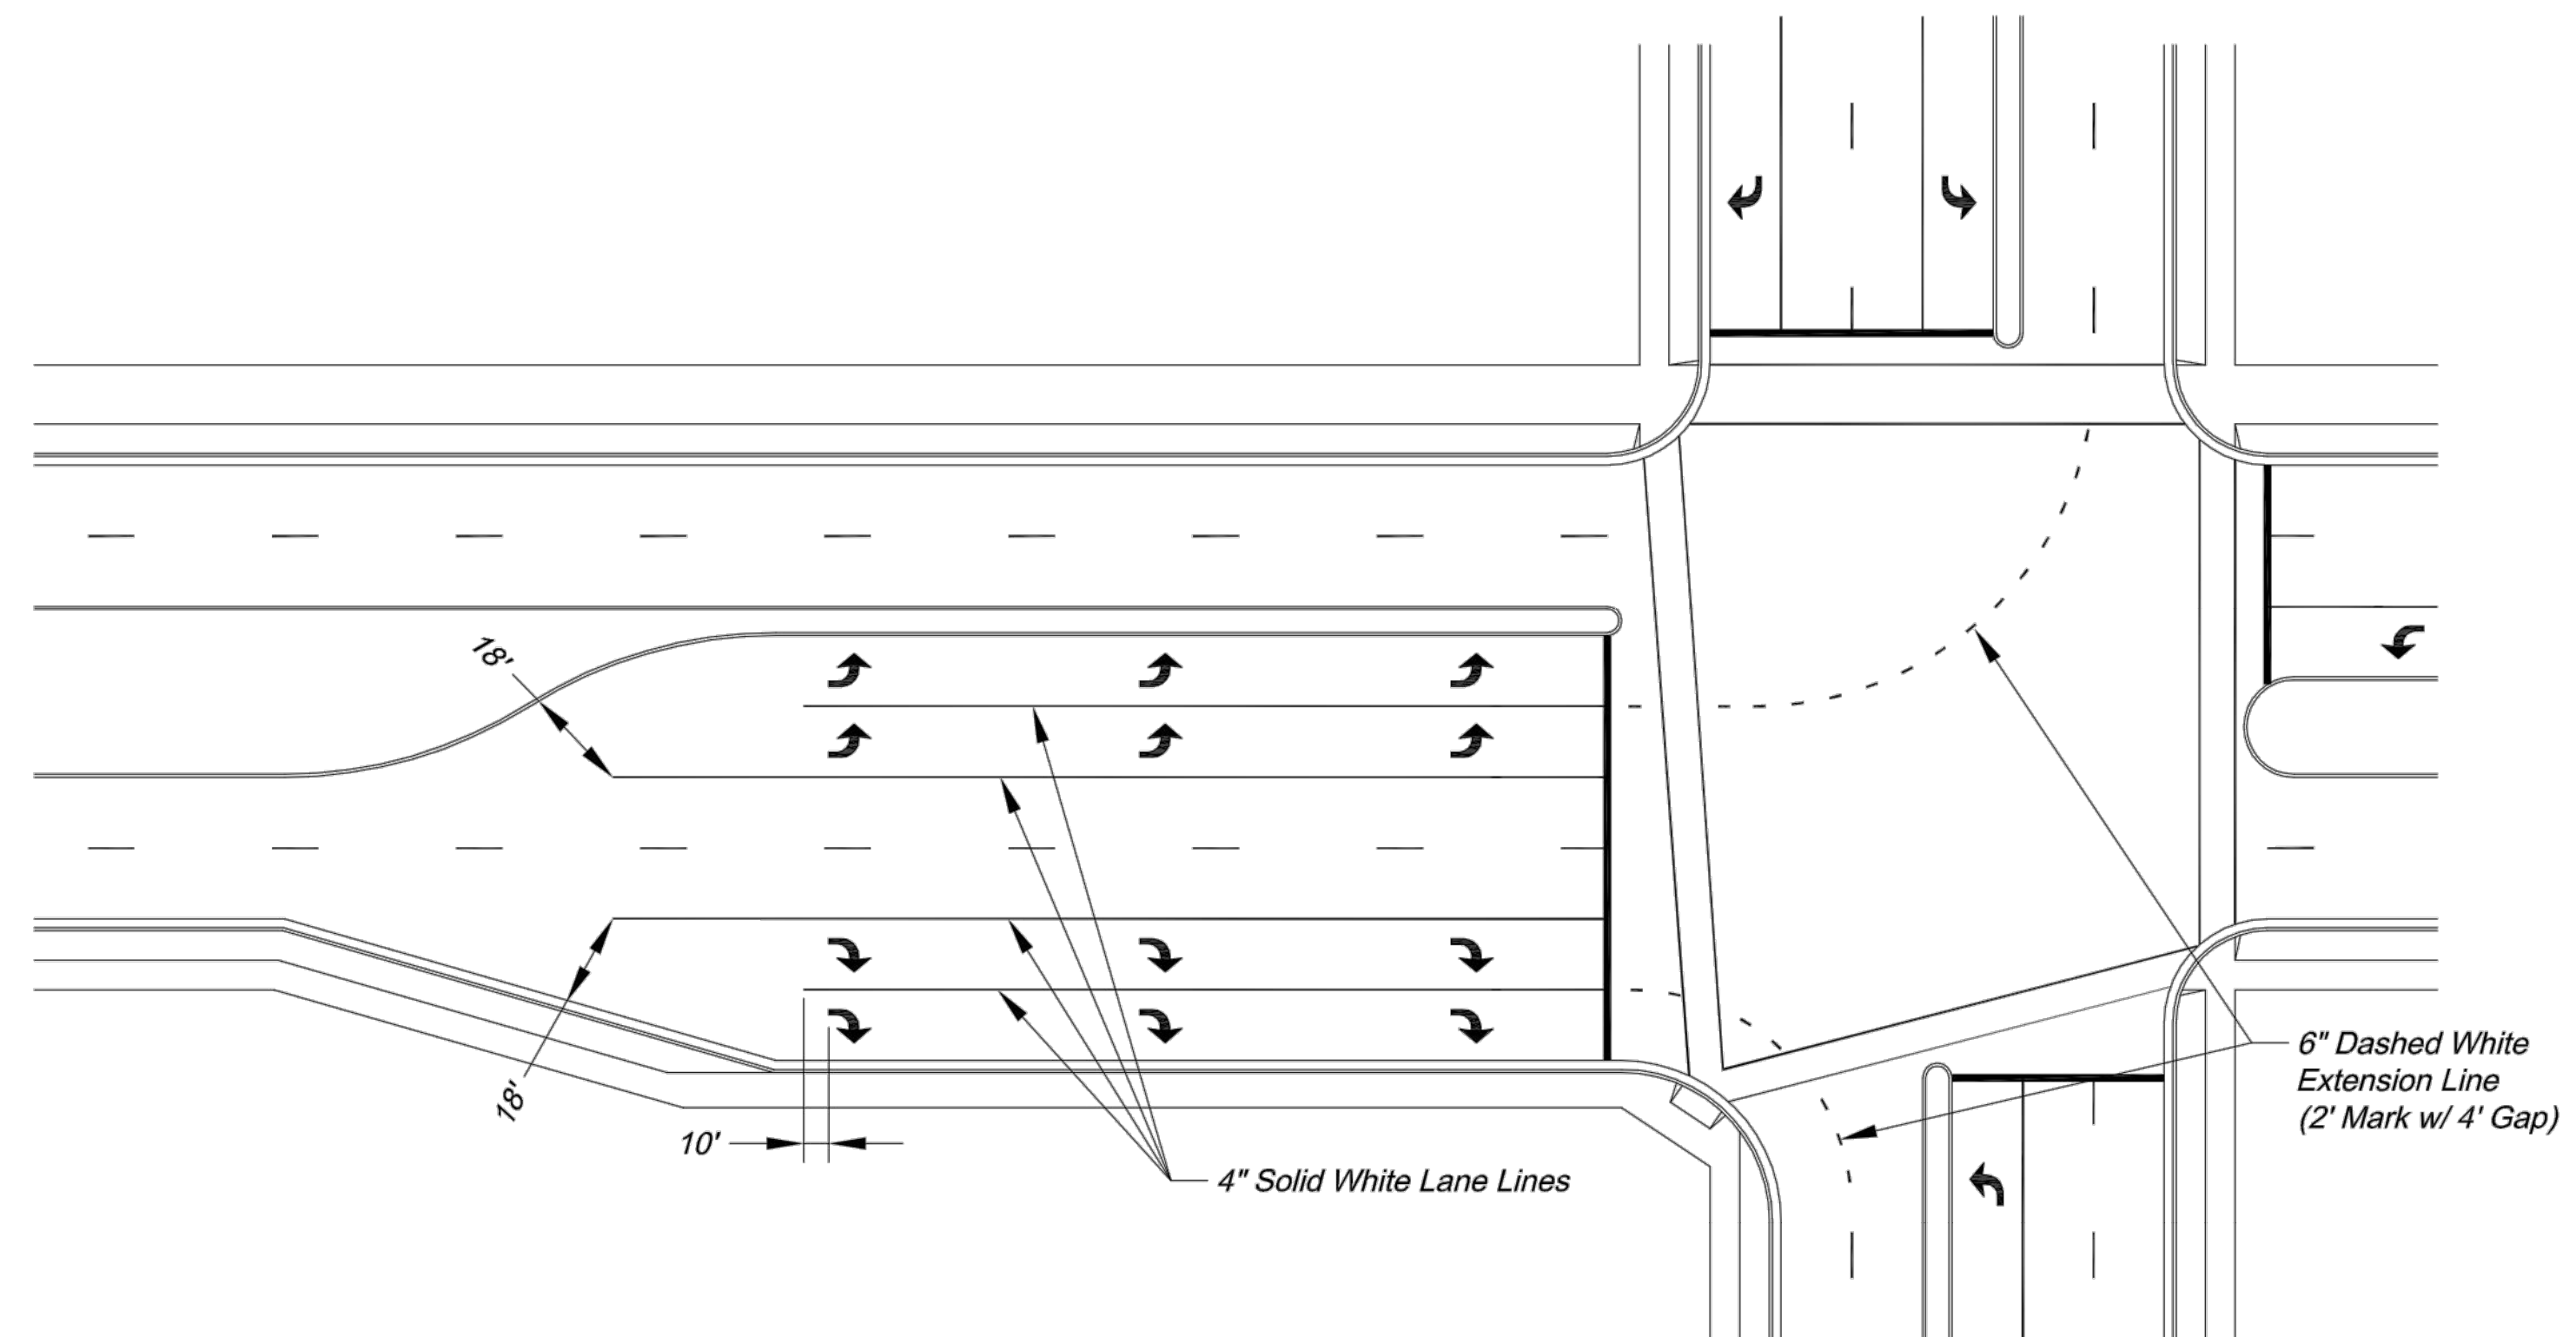 18'
18'
10'
4" Solid White Lane Lines
6" Dashed White
Extension Line
(2' Mark w/ 4' Gap)